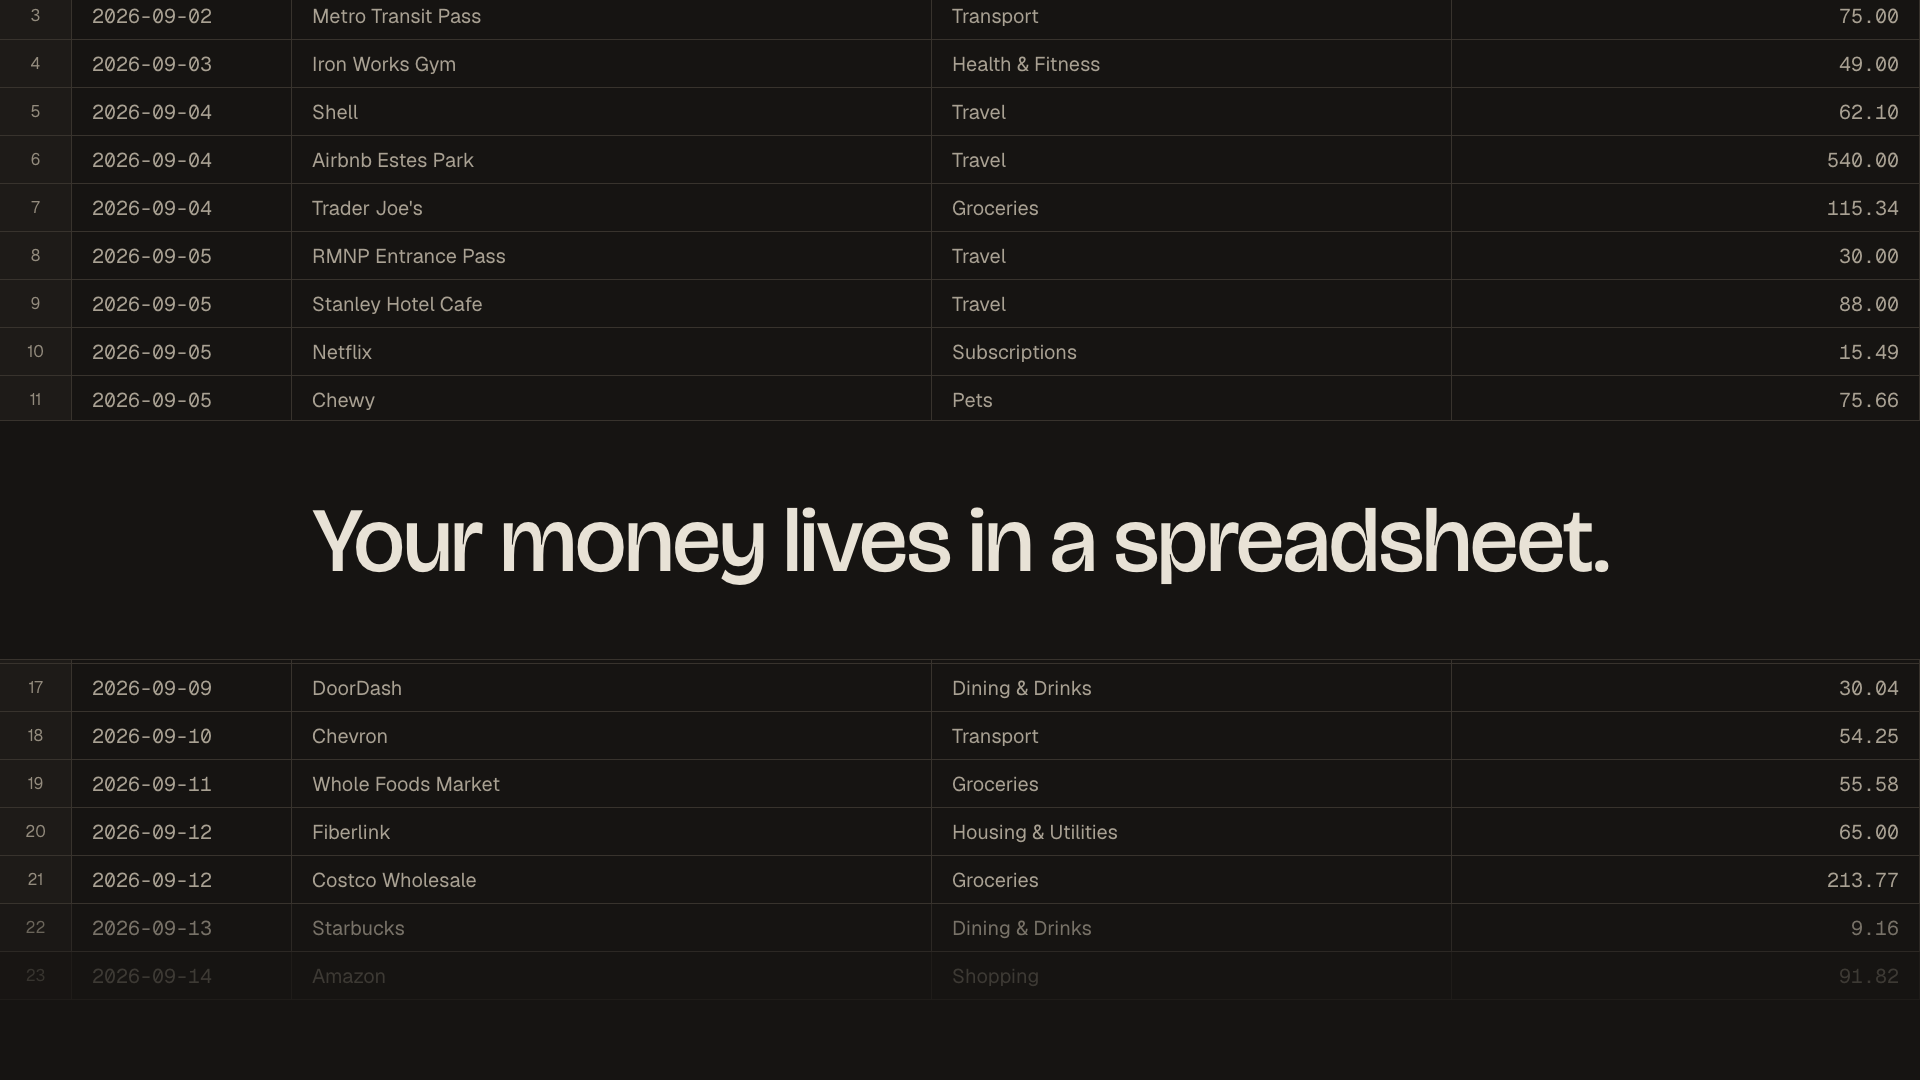 3 2026-09-02 Metro Transit Pass Transport 75.00
4 2026-09-03 Iron Works Gym Health & Fitness 49.00
5 2026-09-04 Shell Travel 62.10
6 2026-09-04 Airbnb Estes Park Travel 540.00
7 2026-09-04 Trader Joe's Groceries 115.34
8 2026-09-05 RMNP Entrance Pass Travel 30.00
9 2026-09-05 Stanley Hotel Cafe Travel 88.00
10 2026-09-05 Netflix Subscriptions 15.49
11 2026-09-05 Chewy Pets 75.66
Your money lives in a spreadsheet.
17 2026-09-09 DoorDash Dining & Drinks 30.04
18 2026-09-10 Chevron Transport 54.25
19 2026-09-11 Whole Foods Market Groceries 55.58
20 2026-09-12 Fiberlink Housing & Utilities 65.00
21 2026-09-12 Costco Wholesale Groceries 213.77
22 2026-09-13 Starbucks Dining & Drinks 9.16
23 2026-09-14 Amazon Shopping 91.82